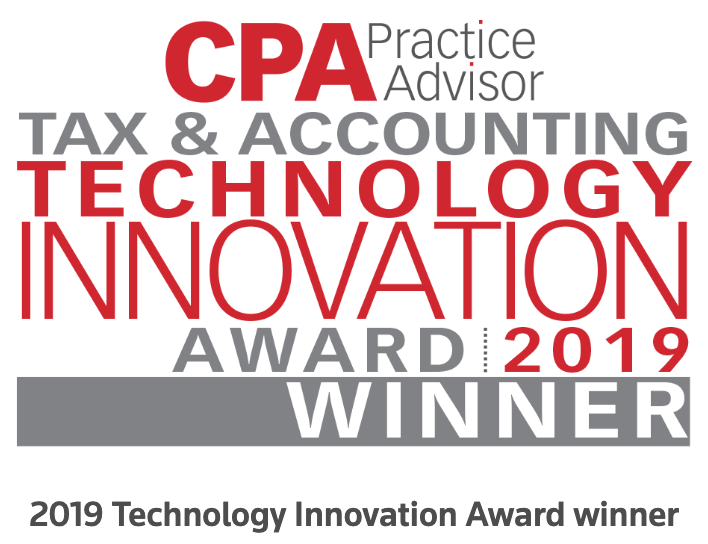 CPA Practice
Advisor
TAX & ACCOUNTING
TECHNOLOGY
INNOVATION
AWARD 2019
WINNER
2019 Technology Innovation Award winner